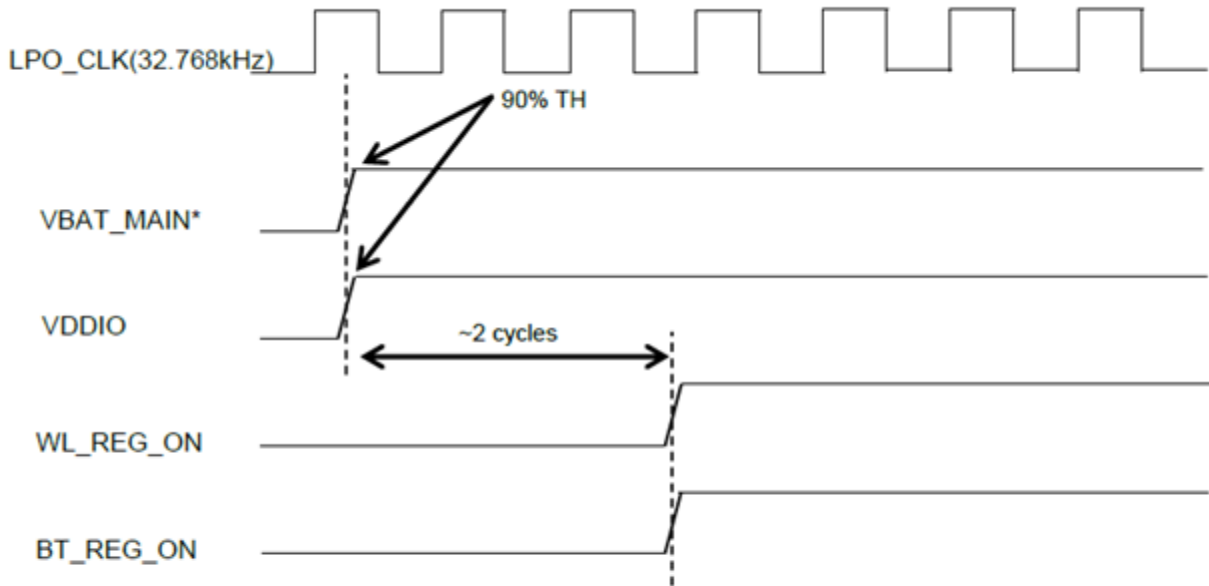 LPO_CLK(32.768kHz)
90% TH
VBAT_MAIN*
VDDIO
~2 cycles
WL_REG_ON
BT_REG_ON